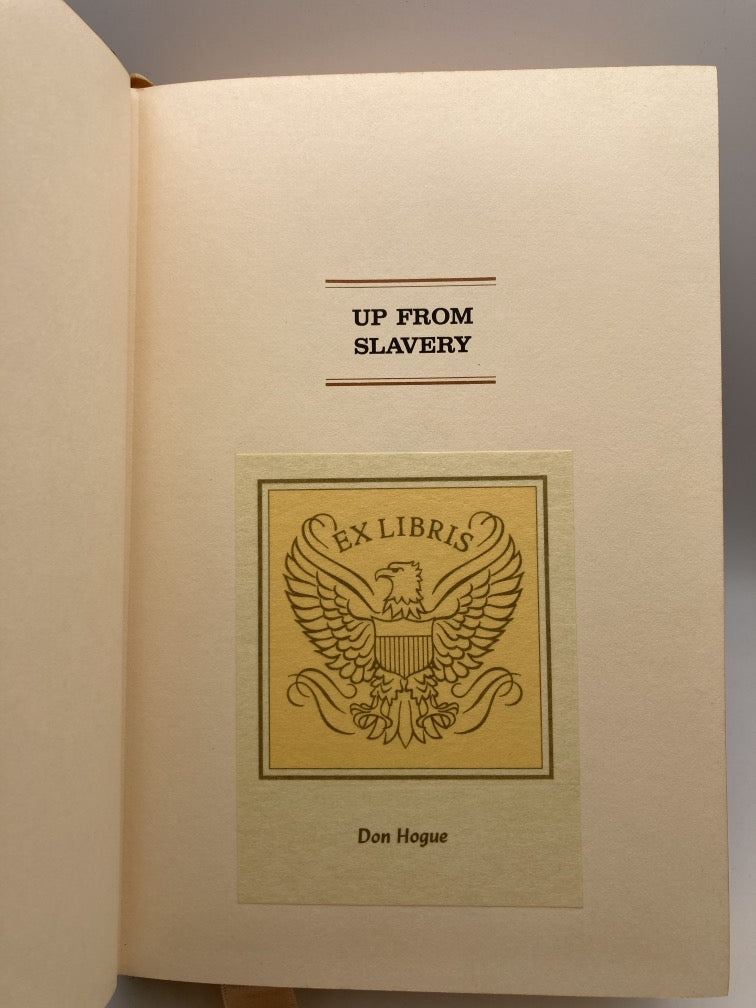 UP FROM
SLAVERY
EX LIBRIS
Don Hogue